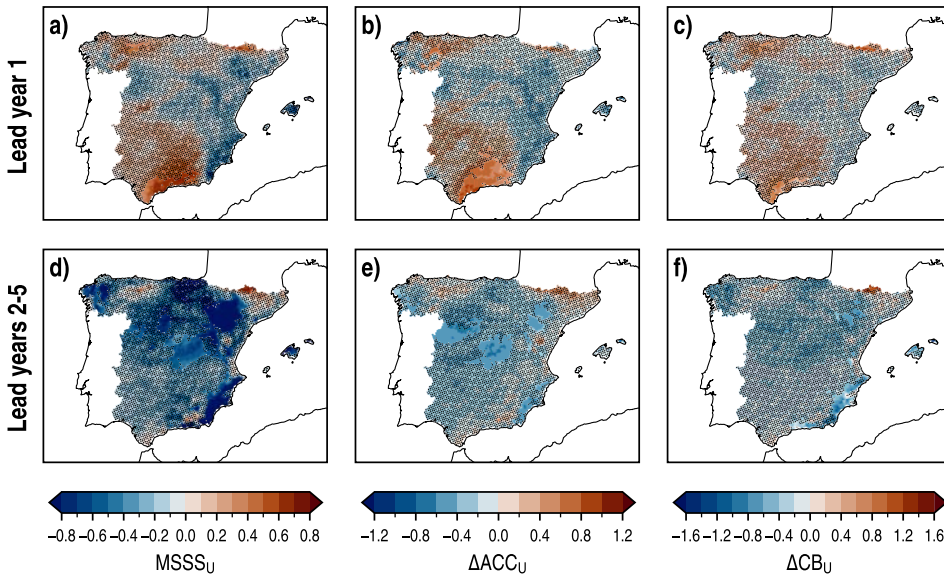 a) b) c)
Lead year 1
d) e) f)
Lead years 2-5
−0.8 −0.6 −0.4 −0.2 0.0 0.2 0.4 0.6 0.8
−1.2 −0.8 −0.4 0.0 0.4 0.8 1.2
−1.6 −1.2 −0.8 −0.4 0.0 0.4 0.8 1.2 1.6
MSSS_U ΔACC_U ΔCB_U